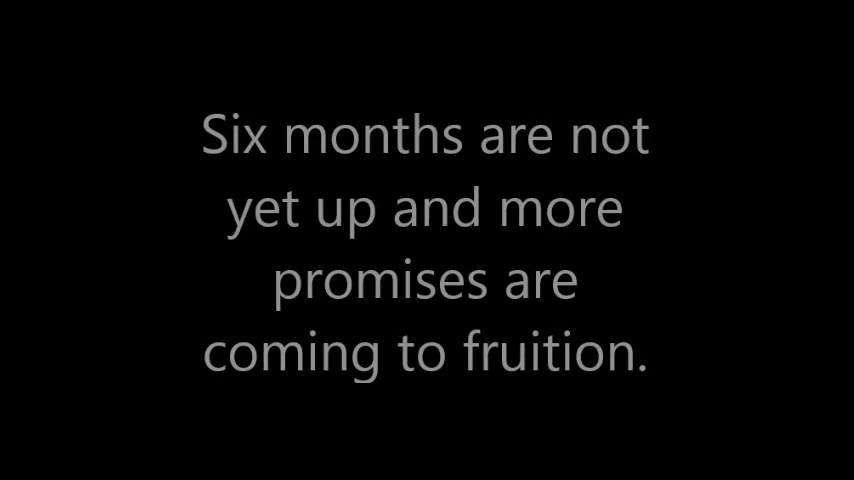 Six months are not
yet up and more
promises are
coming to fruition.